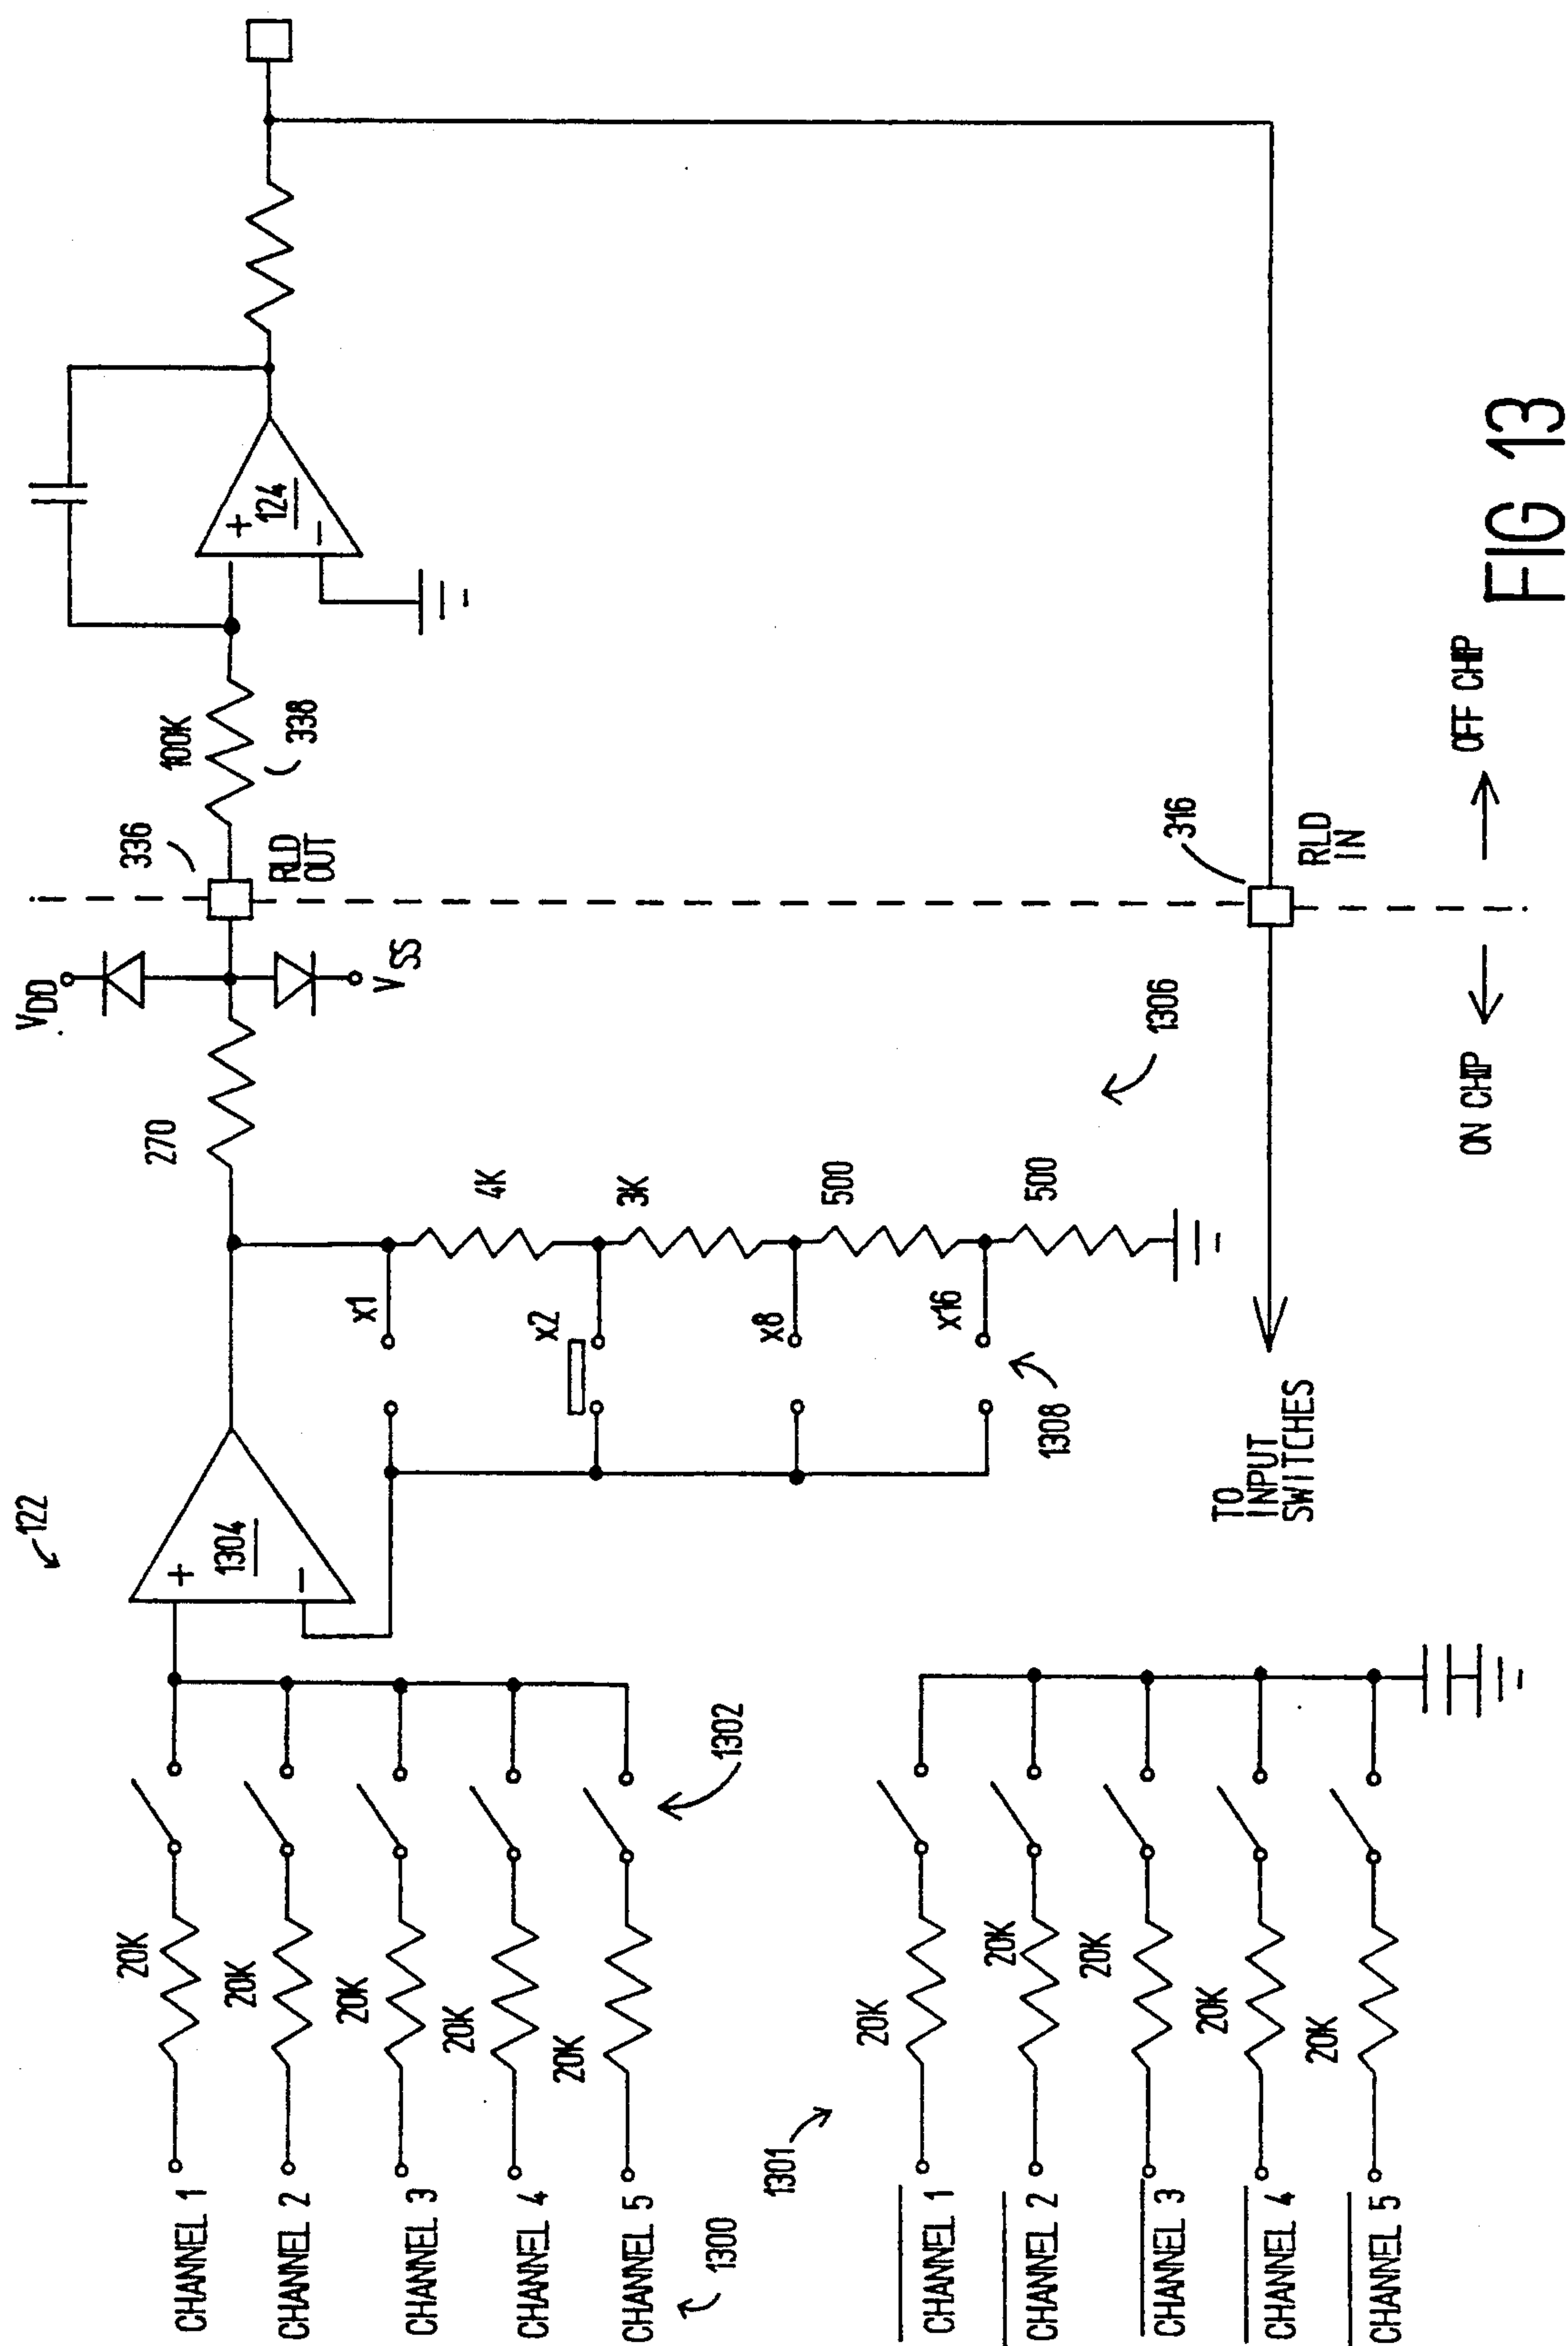 122
CHANNEL 1
20K
CHANNEL 2
20K
CHANNEL 3
20K
CHANNEL 4
20K
CHANNEL 5
20K
1300
1302
+
1304
−
x1
x2
x8
x16
1308
4K
3K
500
500
1306
270
VDD
VSS
336
RLD
OUT
100K
338
+
124
−
1301
CHANNEL 1
20K
CHANNEL 2
20K
CHANNEL 3
20K
CHANNEL 4
20K
CHANNEL 5
20K
TO
INPUT
SWITCHES
316
RLD
IN
ON CHIP
OFF CHIP
FIG 13